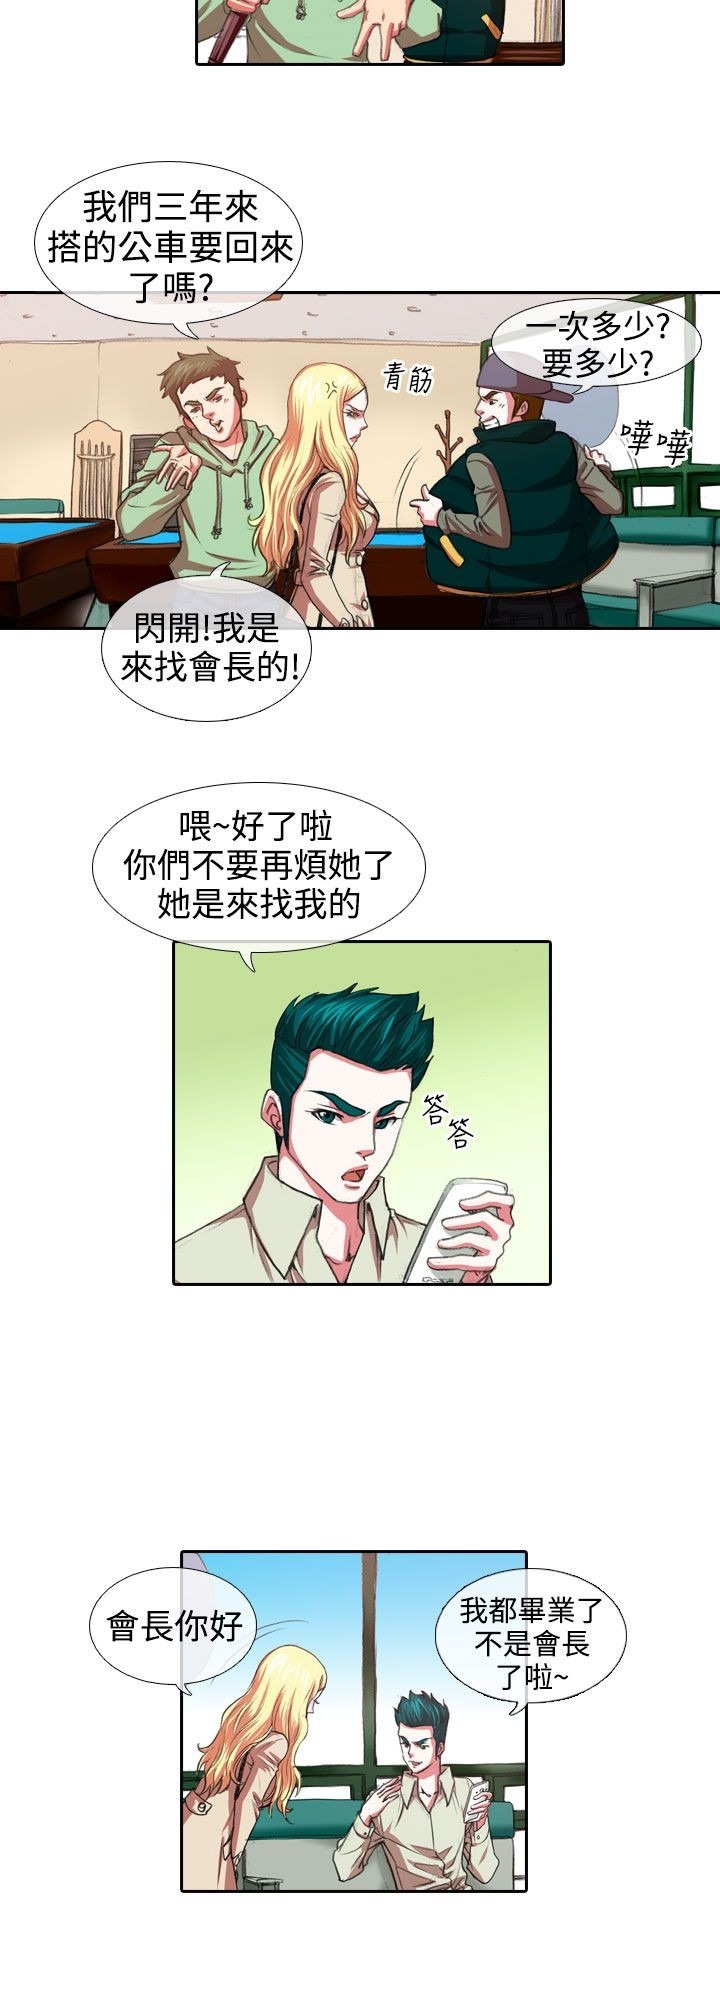 我們三年來
搭的公車要回來
了嗎?
一次多少?
要多少?
青筋
嘩嘩
閃開!我是
來找會長的!
喂~好了啦
你們不要再煩她了
她是來找我的
答答
會長你好
我都畢業了
不是會長
了啦~